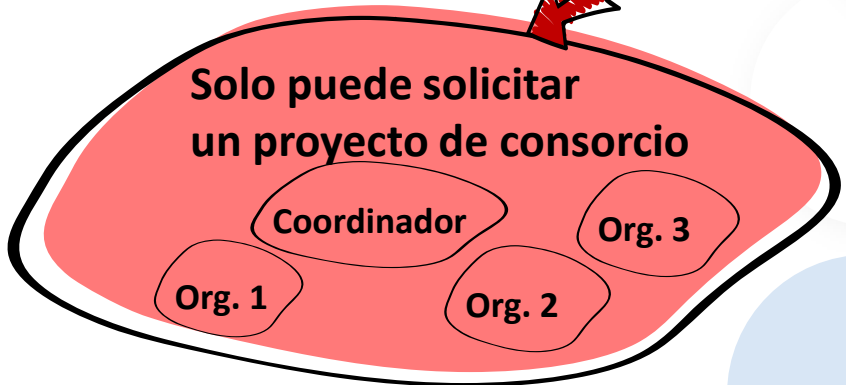 Solo puede solicitar
un proyecto de consorcio
Coordinador
Org. 3
Org. 1
Org. 2